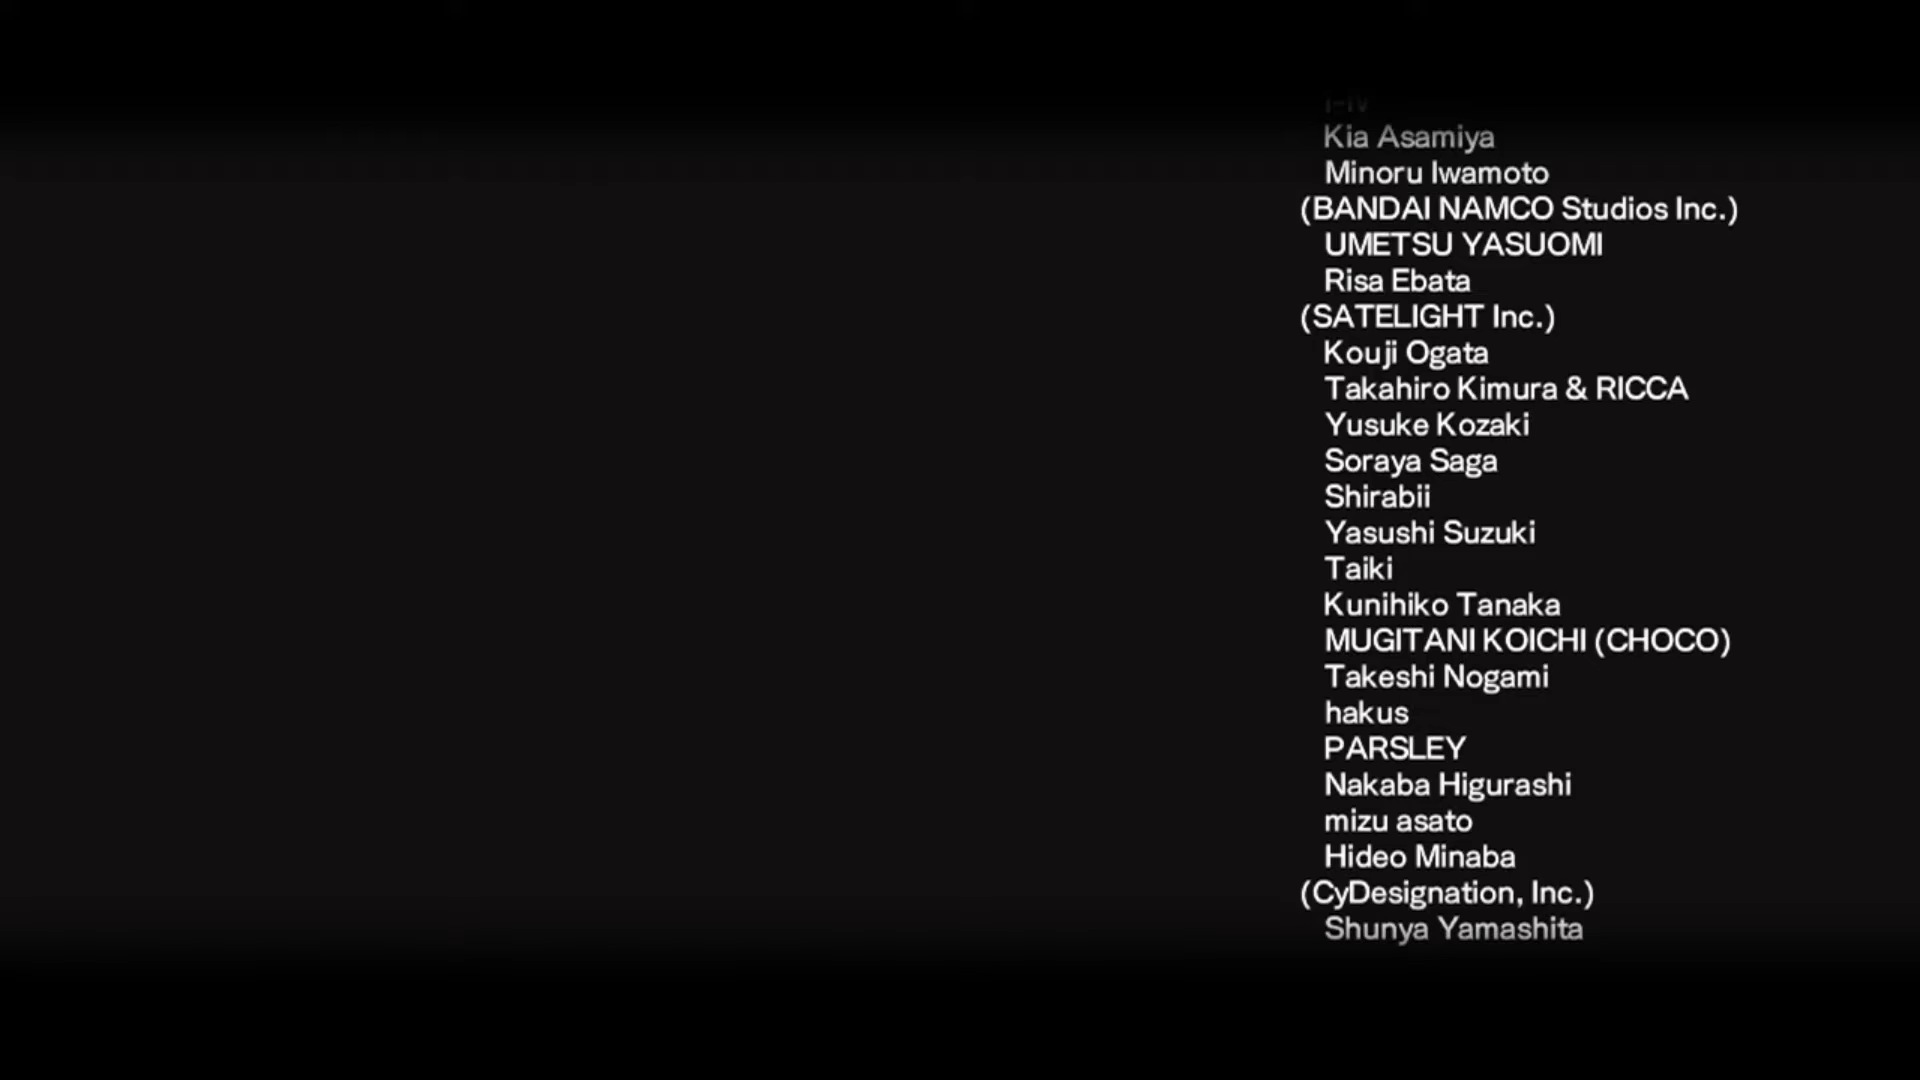 Kia Asamiya
Minoru Iwamoto
(BANDAI NAMCO Studios Inc.)
UMETSU YASUOMI
Risa Ebata
(SATELIGHT Inc.)
Kouji Ogata
Takahiro Kimura & RICCA
Yusuke Kozaki
Soraya Saga
Shirabii
Yasushi Suzuki
Taiki
Kunihiko Tanaka
MUGITANI KOICHI (CHOCO)
Takeshi Nogami
hakus
PARSLEY
Nakaba Higurashi
mizu asato
Hideo Minaba
(CyDesignation, Inc.)
Shunya Yamashita